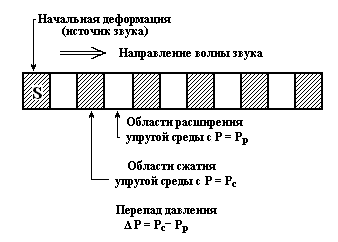 Начальная деформация
(источник звука)
Направление волны звука
S
Области расширения
упругой среды с P = Pр
Области сжатия
упругой среды с P = Pс
Перепад давления
Δ P = Pс− Pр